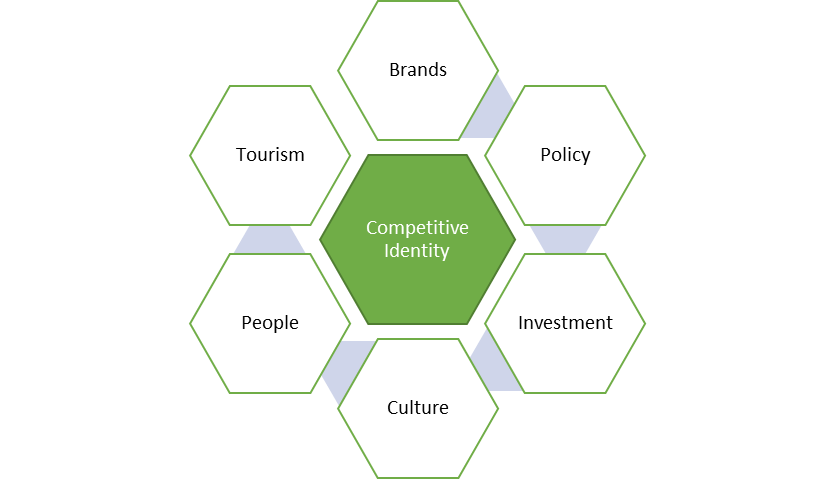 Brands
Tourism
Policy
Competitive
Identity
People
Investment
Culture